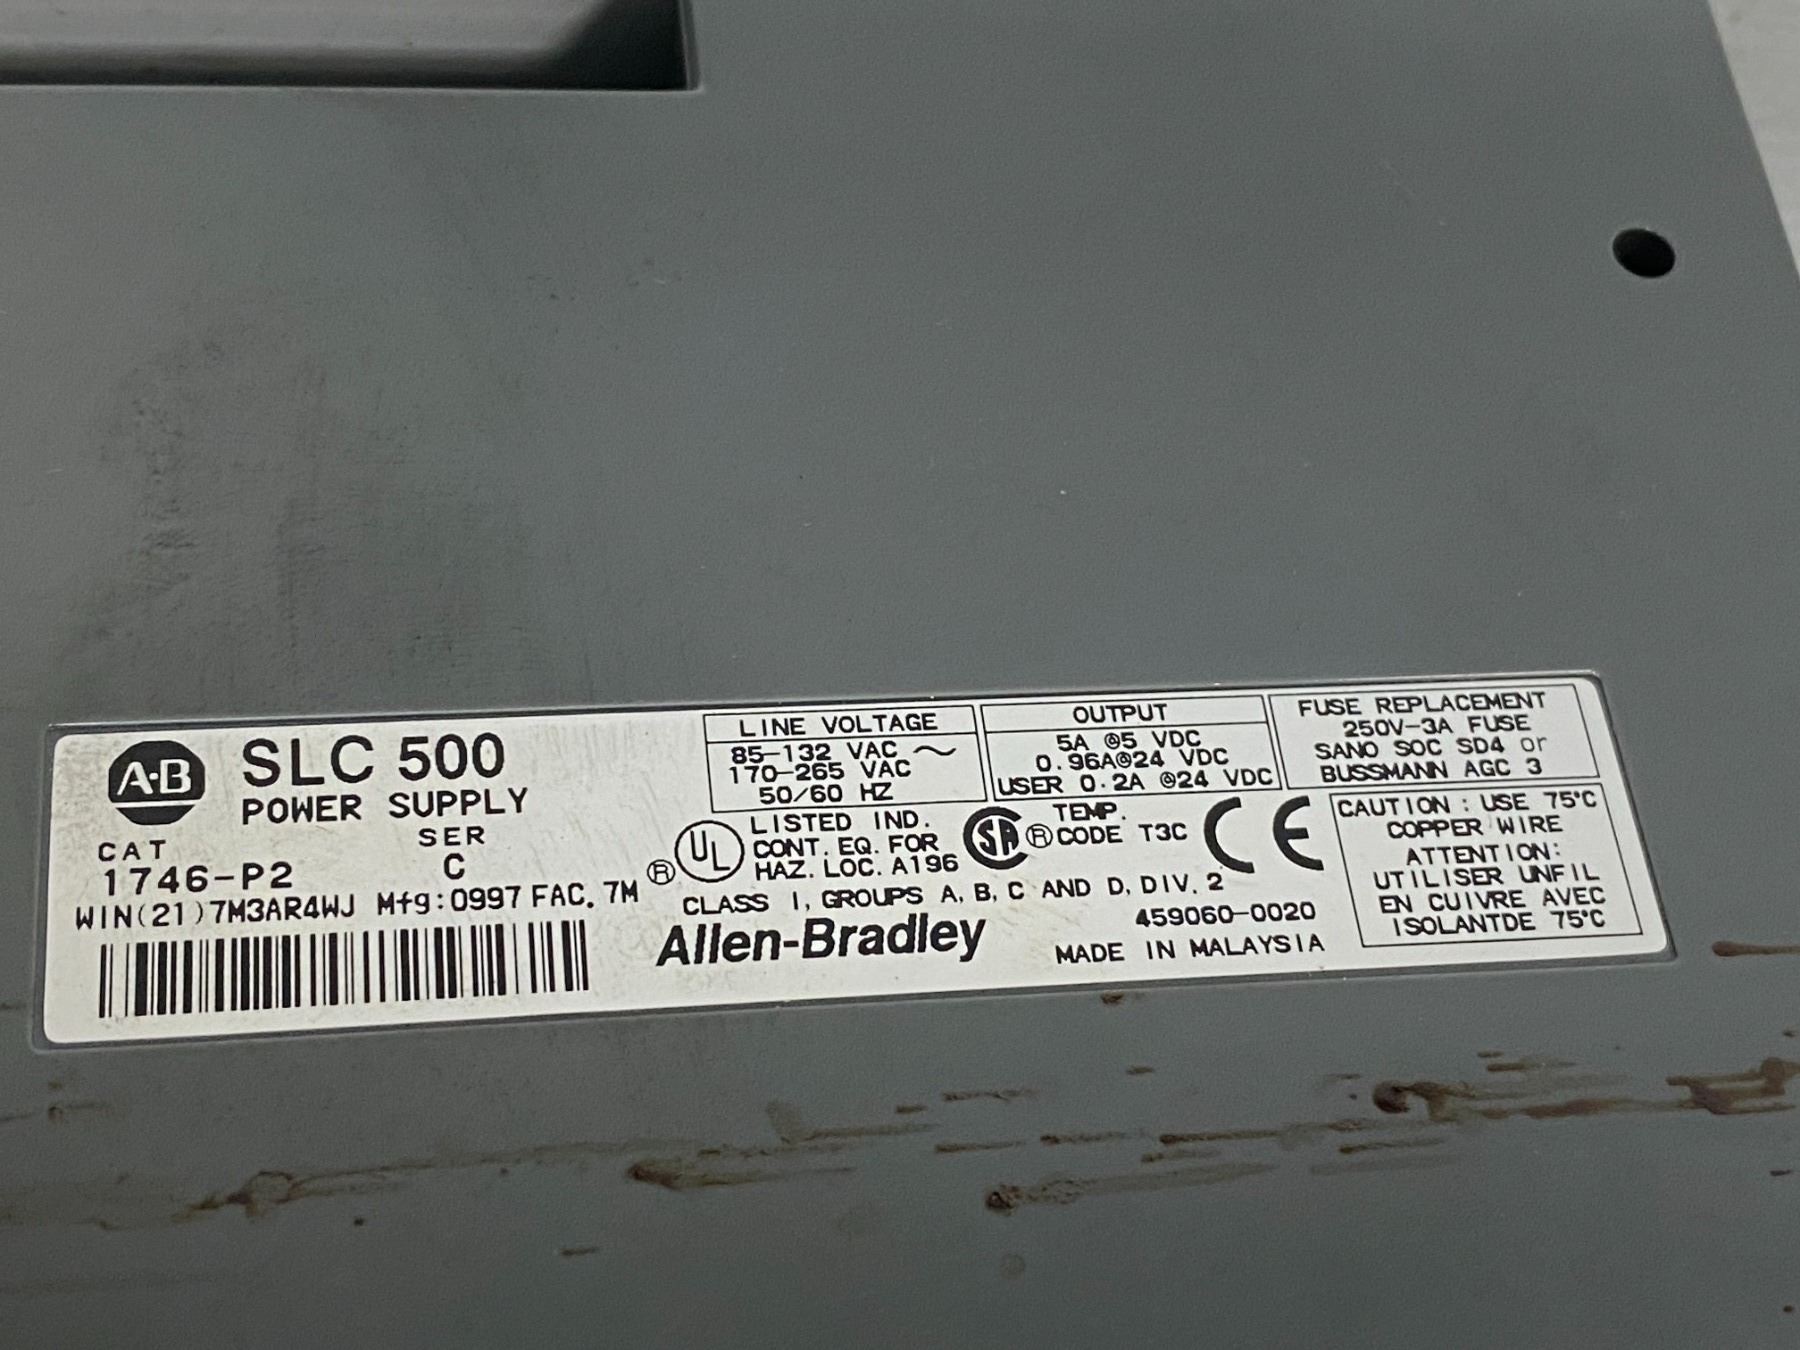 A·B
SLC 500
POWER SUPPLY
CAT
SER
1746-P2
C
WIN(21)7M3AR4WJ Mfg:0997 FAC. 7M
LINE VOLTAGE
85-132 VAC ~
170-265 VAC
50/60 HZ
OUTPUT
5A @5 VDC
0.96A@24 VDC
USER 0.2A @24 VDC
FUSE REPLACEMENT
250V-3A FUSE
SANO SOC SD4 or
BUSSMANN AGC 3
UL ®
LISTED IND.
CONT. EQ. FOR
HAZ. LOC. A196
SA ®
TEMP.
CODE T3C
CE
CLASS I, GROUPS A, B, C AND D, DIV. 2
Allen-Bradley
459060-0020
MADE IN MALAYSIA
CAUTION : USE 75°C
COPPER WIRE
ATTENTION:
UTILISER UNFIL
EN CUIVRE AVEC
ISOLANTDE 75°C